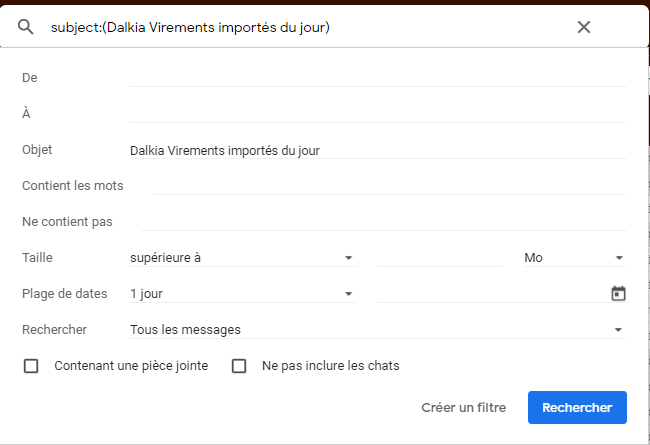 subject:(Dalkia Virements importés du jour)
De
À
Objet Dalkia Virements importés du jour
Contient les mots
Ne contient pas
Taille supérieure à Mo
Plage de dates 1 jour
Rechercher Tous les messages
Contenant une pièce jointe Ne pas inclure les chats
Créer un filtre Rechercher